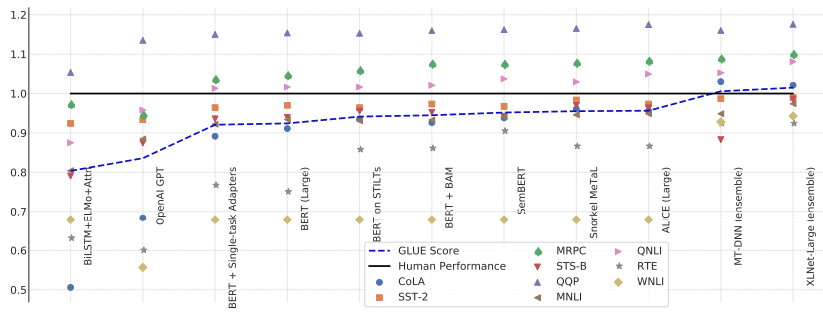 1.2
1.1
1.0
0.9
0.8
0.7
0.6
0.5
BiLSTM+ELMo+Attn
OpenAI GPT
BERT + Single-task Adapters
BERT (Large)
BERT on STILTs
BERT + BAM
SemBERT
Snorkel MeTaL
ALICE (Large)
MT-DNN (ensemble)
XLNet-Large (ensemble)
GLUE Score
Human Performance
CoLA
SST-2
MRPC
STS-B
QQP
MNLI
QNLI
RTE
WNLI